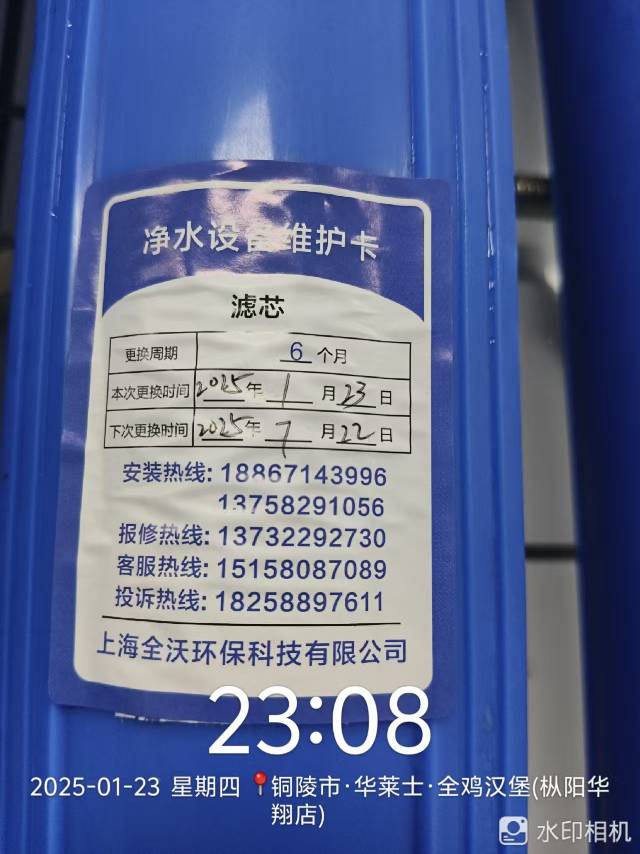 净水设备维护卡
滤芯
更换周期 6 个月
本次更换时间 2025年 1 月 23 日
下次更换时间 2025年 7 月 22 日
安装热线: 18867143996
13758291056
报修热线: 13732292730
客服热线: 15158087089
投诉热线: 18258897611
上海全沃环保科技有限公司
23:08
2025-01-23 星期四 📍铜陵市·华莱士·全鸡汉堡(枞阳华
翔店)
水印相机